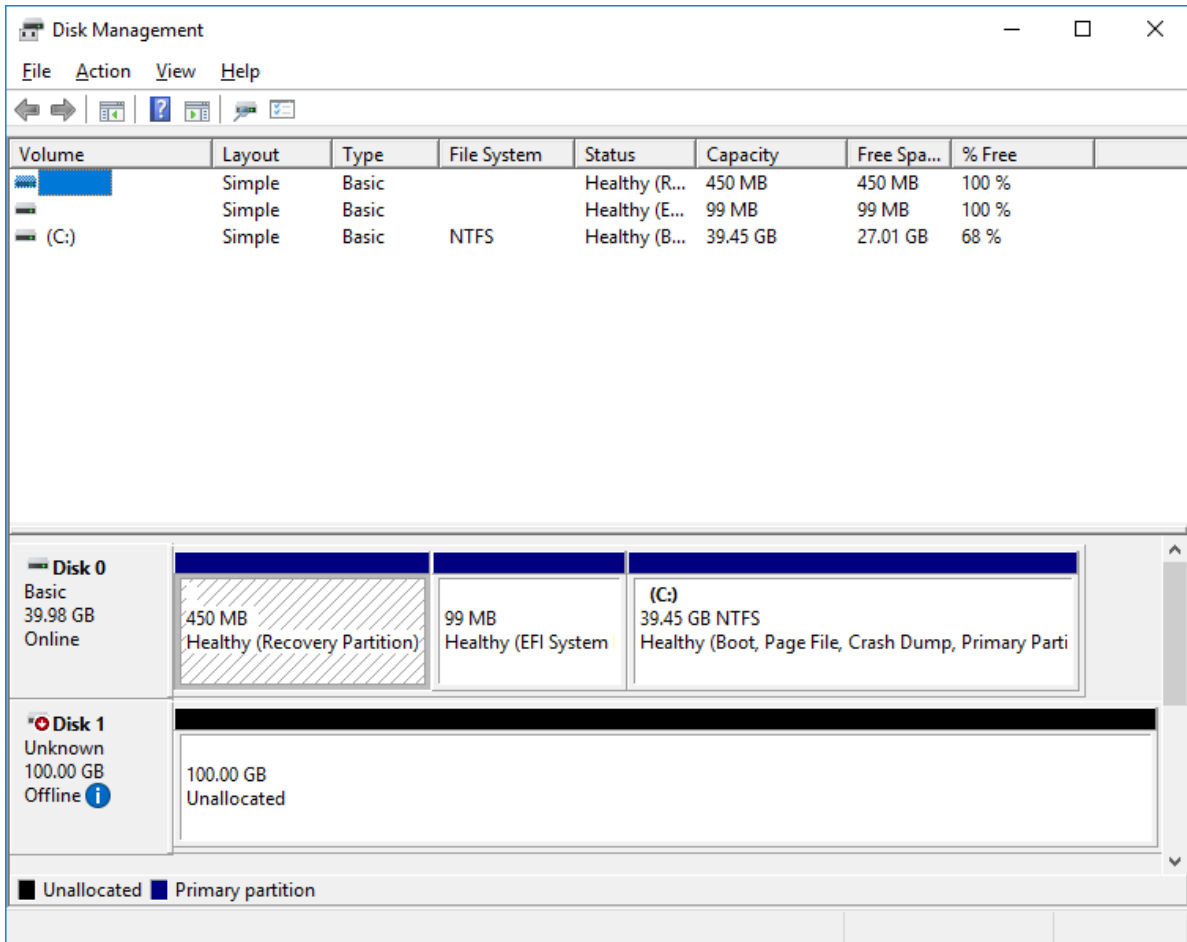 Disk Management
File Action View Help
Volume Layout Type File System Status Capacity Free Spa... % Free
Simple Basic Healthy (R... 450 MB 450 MB 100 %
Simple Basic Healthy (E... 99 MB 99 MB 100 %
(C:) Simple Basic NTFS Healthy (B... 39.45 GB 27.01 GB 68 %
Disk 0
Basic
39.98 GB
Online
450 MB
Healthy (Recovery Partition)
99 MB
Healthy (EFI System
(C:)
39.45 GB NTFS
Healthy (Boot, Page File, Crash Dump, Primary Parti
Disk 1
Unknown
100.00 GB
Offline
100.00 GB
Unallocated
Unallocated Primary partition